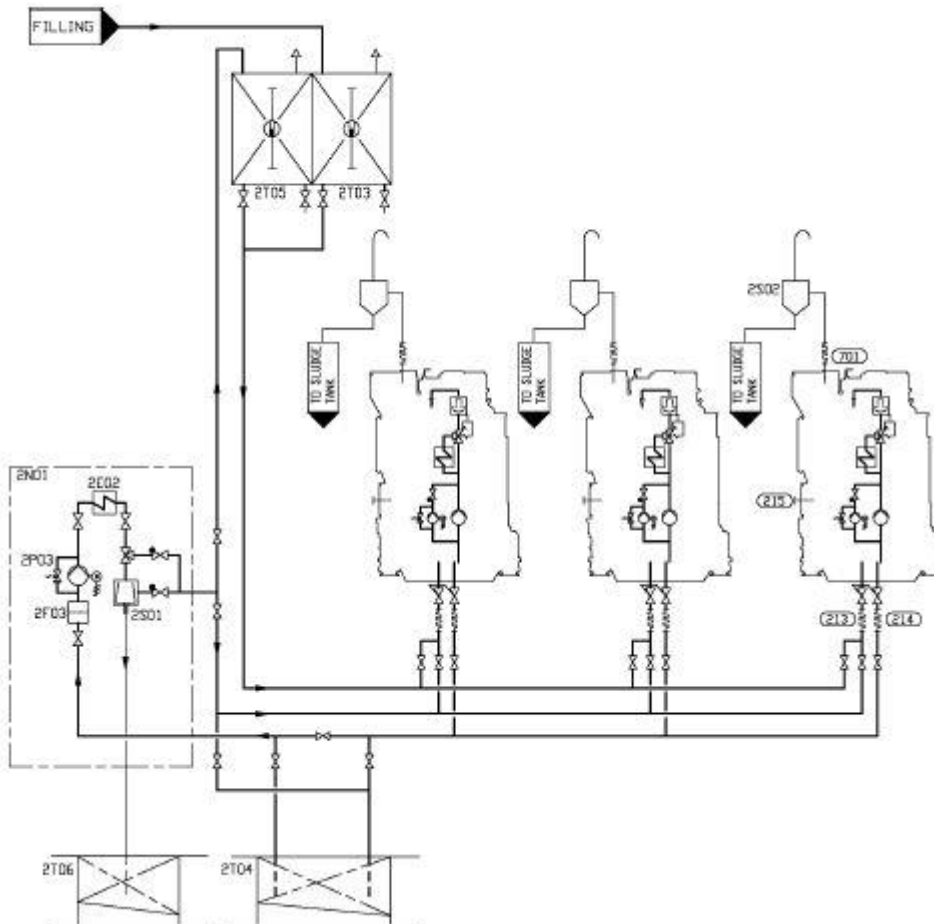 FILLING
2T05
2T03
2S02
TO SLUDGE
TANK
TO SLUDGE
TANK
TO SLUDGE
TANK
701
2N01
2E02
215
2P03
2F03
2S01
213
214
2T06
2T04